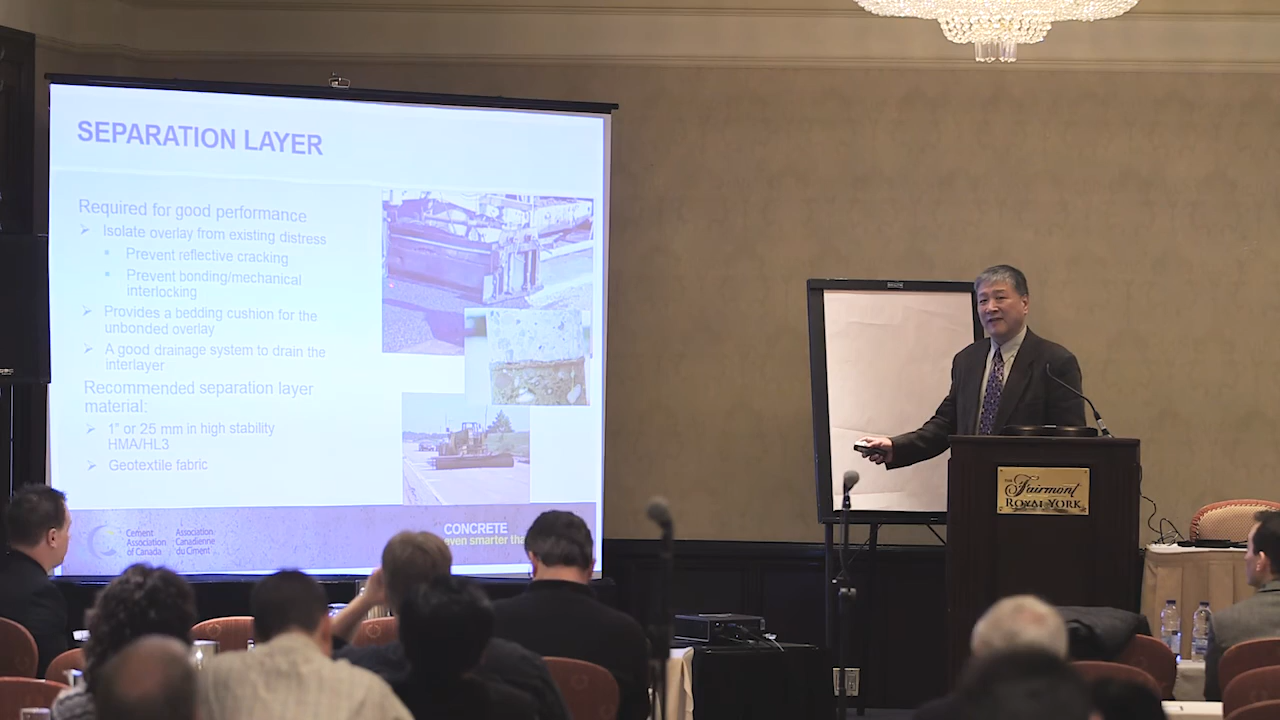 SEPARATION LAYER
Required for good performance
Isolate overlay from existing distress
Prevent reflective cracking
Prevent bonding/mechanical
interlocking
Provides a bedding cushion for the
unbonded overlay
A good drainage system to drain the
interlayer
Recommended separation layer
material:
1" or 25 mm in high stability
HMA/HL3
Geotextile fabric
Cement
Association
of Canada
Association
Canadienne
du Ciment
CONCRETE
even smarter tha
THE
Fairmont
ROYAL YORK